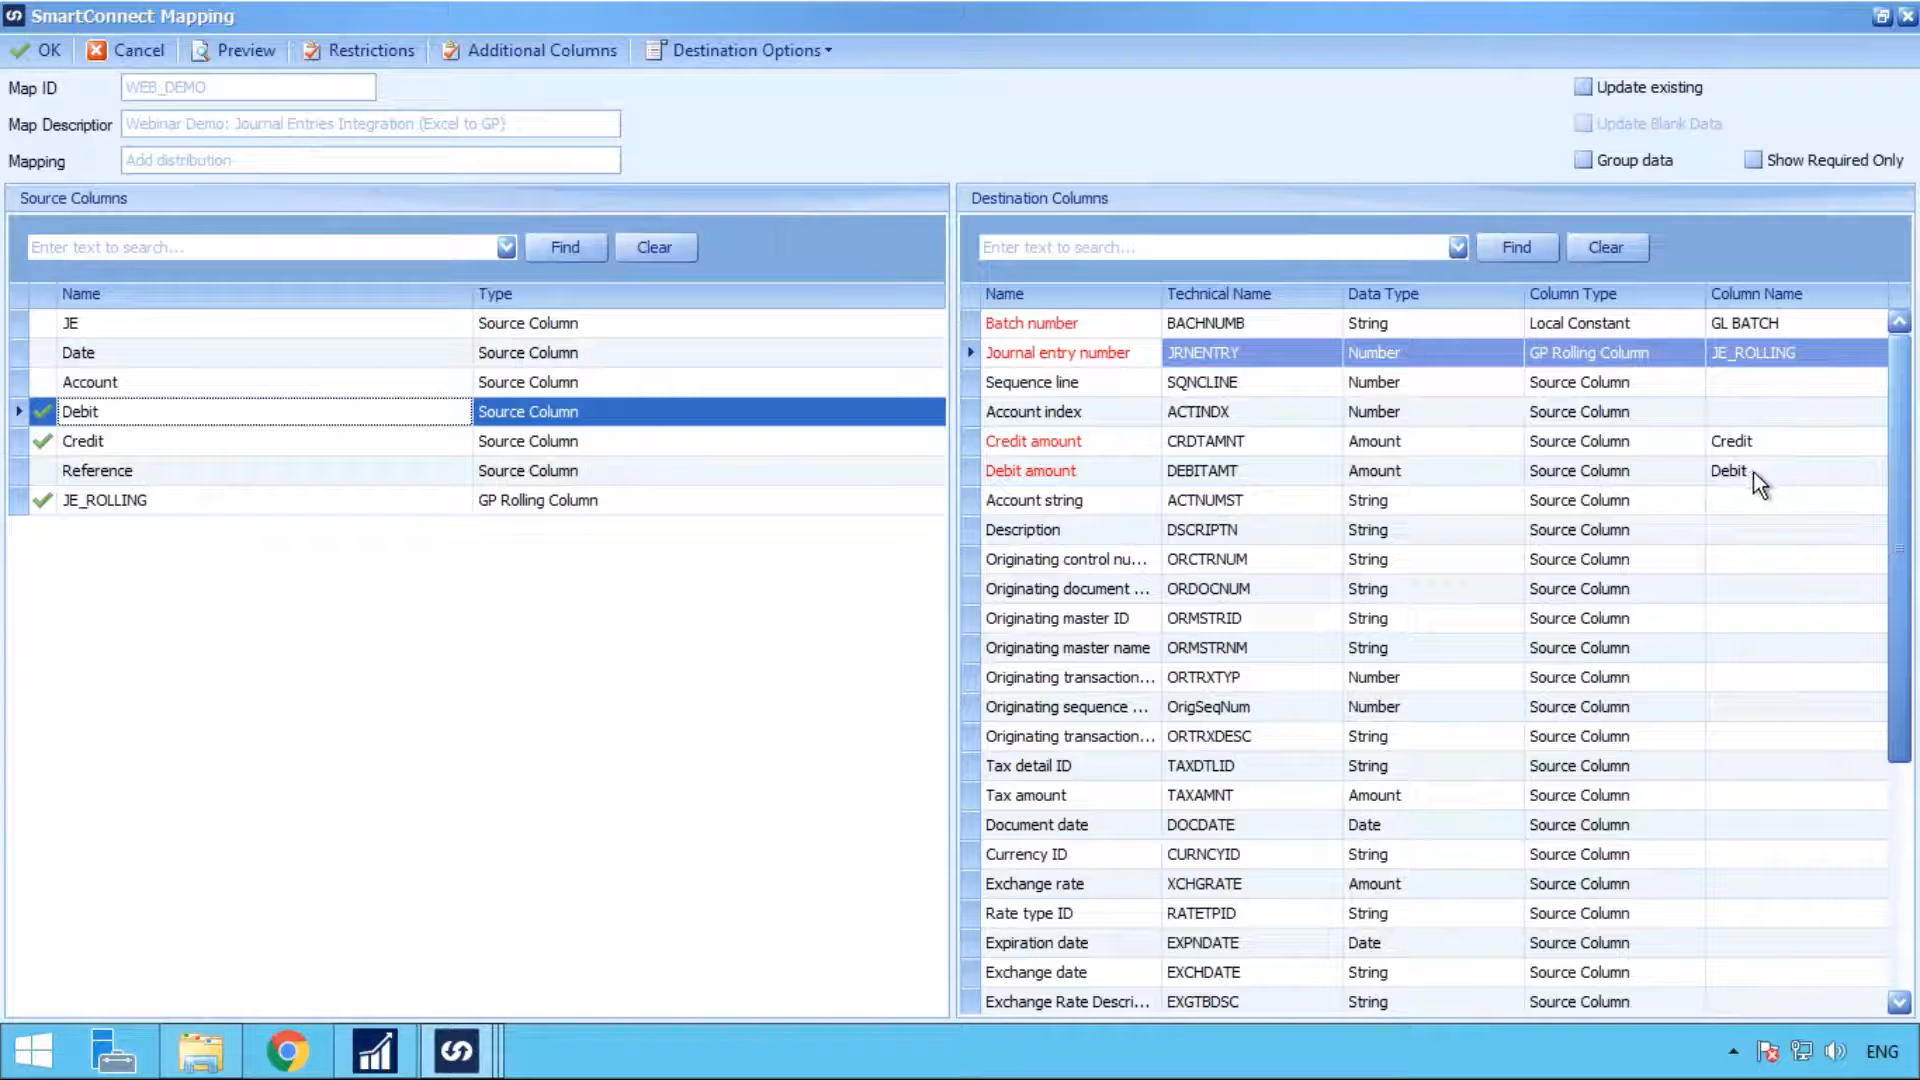 SmartConnect Mapping
OK Cancel Preview Restrictions Additional Columns Destination Options
Map ID WEB_DEMO Update existing
Map Descriptior Webinar Demo: Journal Entries Integration (Excel to GP) Update Blank Data
Mapping Add distribution Group data Show Required Only
Source Columns
Enter text to search... Find Clear
Name Type
JE Source Column
Date Source Column
Account Source Column
Debit Source Column
Credit Source Column
Reference Source Column
JE_ROLLING GP Rolling Column
Destination Columns
Enter text to search... Find Clear
Name Technical Name Data Type Column Type Column Name
Batch number BACHNUMB String Local Constant GL BATCH
Journal entry number JRNENTRY Number GP Rolling Column JE_ROLLING
Sequence line SQNCLINE Number Source Column
Account index ACTINDX Number Source Column
Credit amount CRDTAMNT Amount Source Column Credit
Debit amount DEBITAMT Amount Source Column Debit
Account string ACTNUMST String Source Column
Description DSCRIPTN String Source Column
Originating control nu... ORCTRNUM String Source Column
Originating document ... ORDOCNUM String Source Column
Originating master ID ORMSTRID String Source Column
Originating master name ORMSTRNM String Source Column
Originating transaction... ORTRXTYP Number Source Column
Originating sequence ... OrigSeqNum Number Source Column
Originating transaction... ORTRXDESC String Source Column
Tax detail ID TAXDTLID String Source Column
Tax amount TAXAMNT Amount Source Column
Document date DOCDATE Date Source Column
Currency ID CURNCYID String Source Column
Exchange rate XCHGRATE Amount Source Column
Rate type ID RATETPID String Source Column
Expiration date EXPNDATE Date Source Column
Exchange date EXCHDATE String Source Column
Exchange Rate Descri... EXGTBDSC String Source Column
ENG